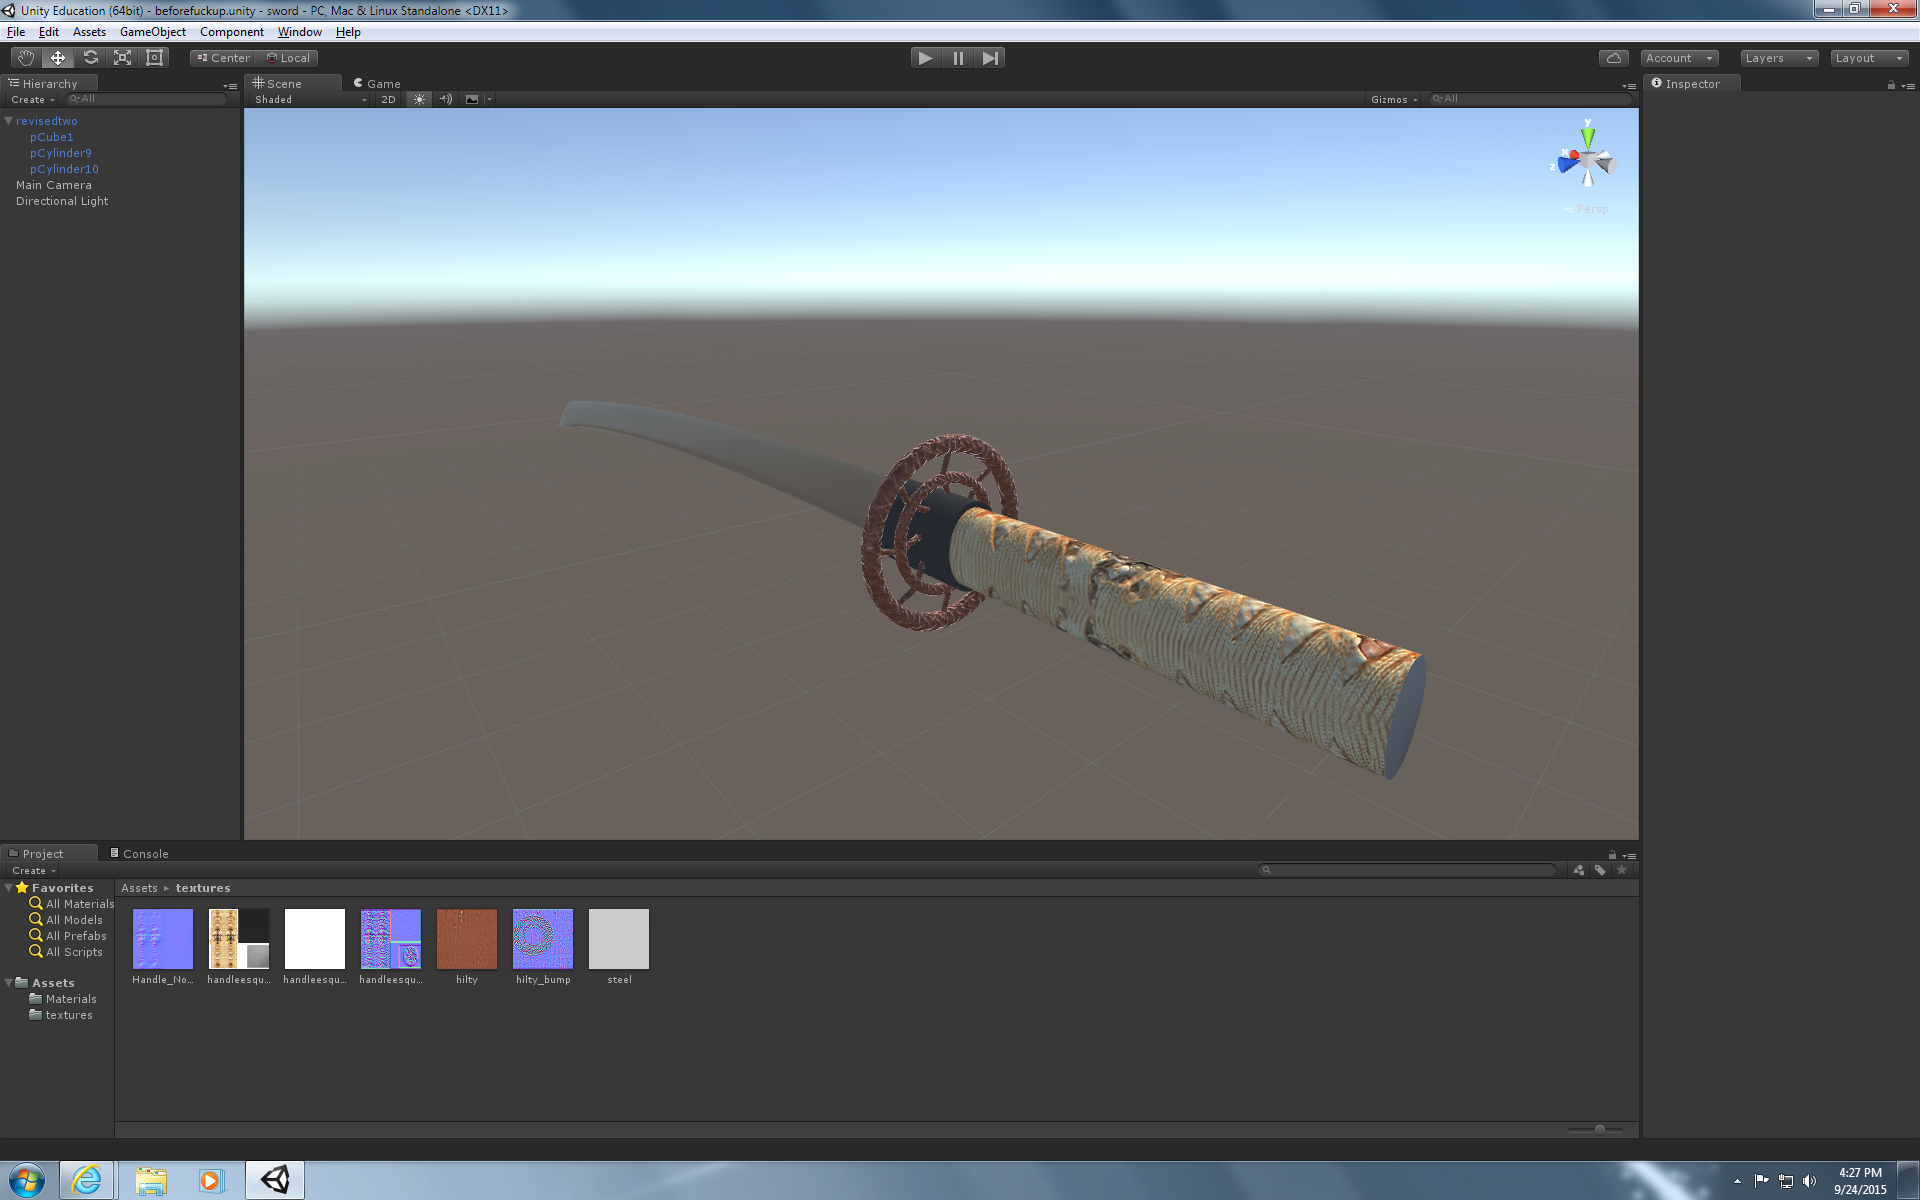 Unity Education (64bit) - beforefuckup.unity - sword - PC, Mac & Linux Standalone <DX11>
File Edit Assets GameObject Component Window Help
Center Local Account Layers Layout
Hierarchy Scene Game Inspector
Create All Shaded 2D Gizmos All
revisedtwo
pCube1
pCylinder9
pCylinder10
Main Camera
Directional Light
y
x
z
Persp
Project Console
Create
Favorites Assets textures
All Materials
All Models
All Prefabs
All Scripts
Handle_No... handleesqu... handleesqu... handleesqu... hilty hilty_bump steel
Assets
Materials
textures
4:27 PM
9/24/2015